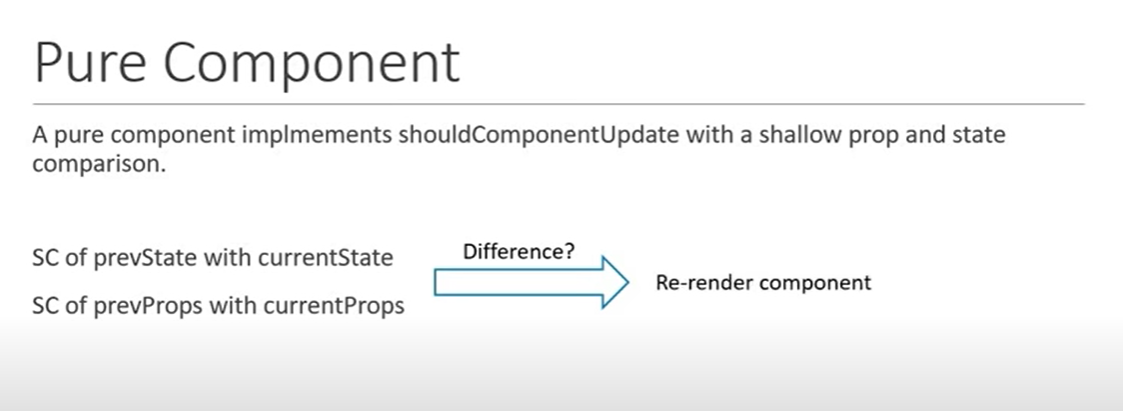 Pure Component
A pure component implmements shouldComponentUpdate with a shallow prop and state
comparison.
SC of prevState with currentState
Difference?
SC of prevProps with currentProps
Re-render component